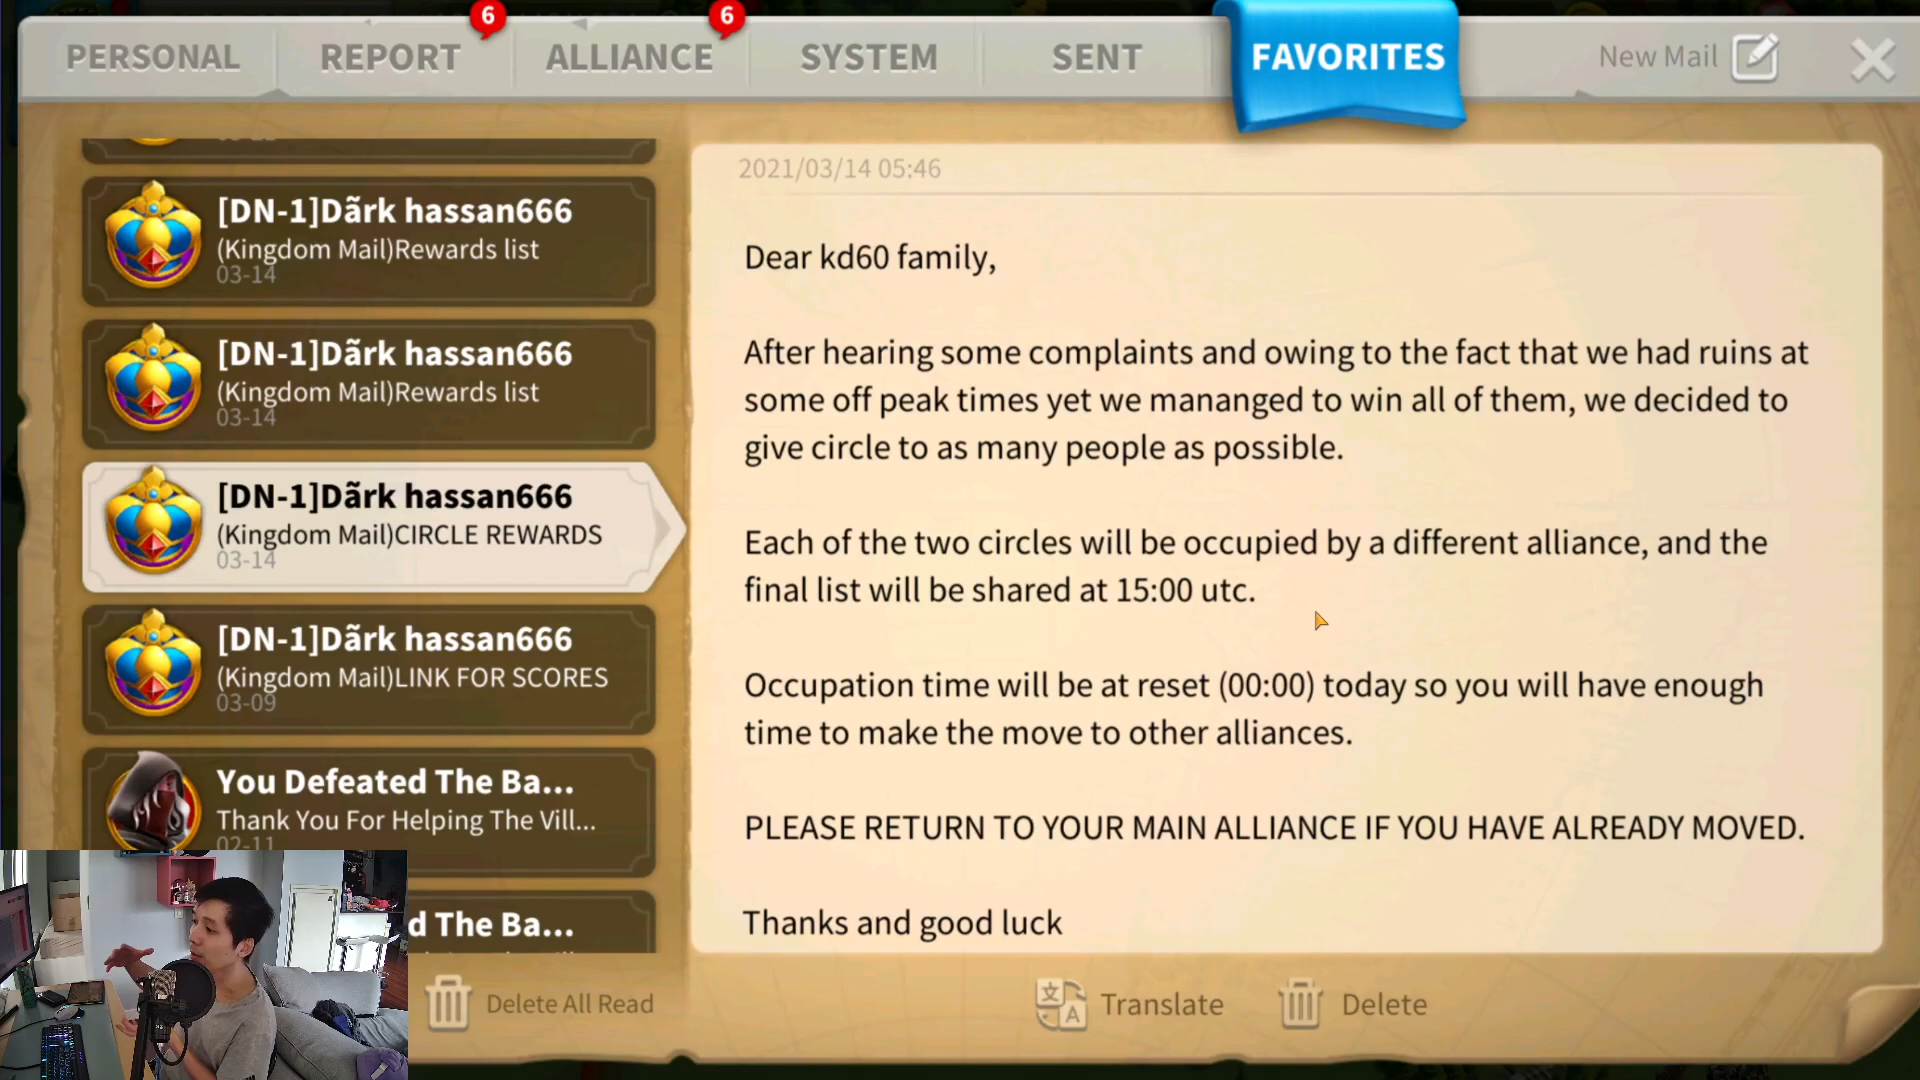 PERSONAL
REPORT
6
ALLIANCE
6
SYSTEM
SENT
FAVORITES
New Mail
[DN-1]Dãrk hassan666
(Kingdom Mail)Rewards list
03-14
[DN-1]Dãrk hassan666
(Kingdom Mail)Rewards list
03-14
[DN-1]Dãrk hassan666
(Kingdom Mail)CIRCLE REWARDS
03-14
[DN-1]Dãrk hassan666
(Kingdom Mail)LINK FOR SCORES
03-09
You Defeated The Ba...
Thank You For Helping The Vill...
02-11
d The Ba...
Delete All Read
2021/03/14 05:46
Dear kd60 family,
After hearing some complaints and owing to the fact that we had ruins at
some off peak times yet we mananged to win all of them, we decided to
give circle to as many people as possible.
Each of the two circles will be occupied by a different alliance, and the
final list will be shared at 15:00 utc.
Occupation time will be at reset (00:00) today so you will have enough
time to make the move to other alliances.
PLEASE RETURN TO YOUR MAIN ALLIANCE IF YOU HAVE ALREADY MOVED.
Thanks and good luck
Translate
Delete